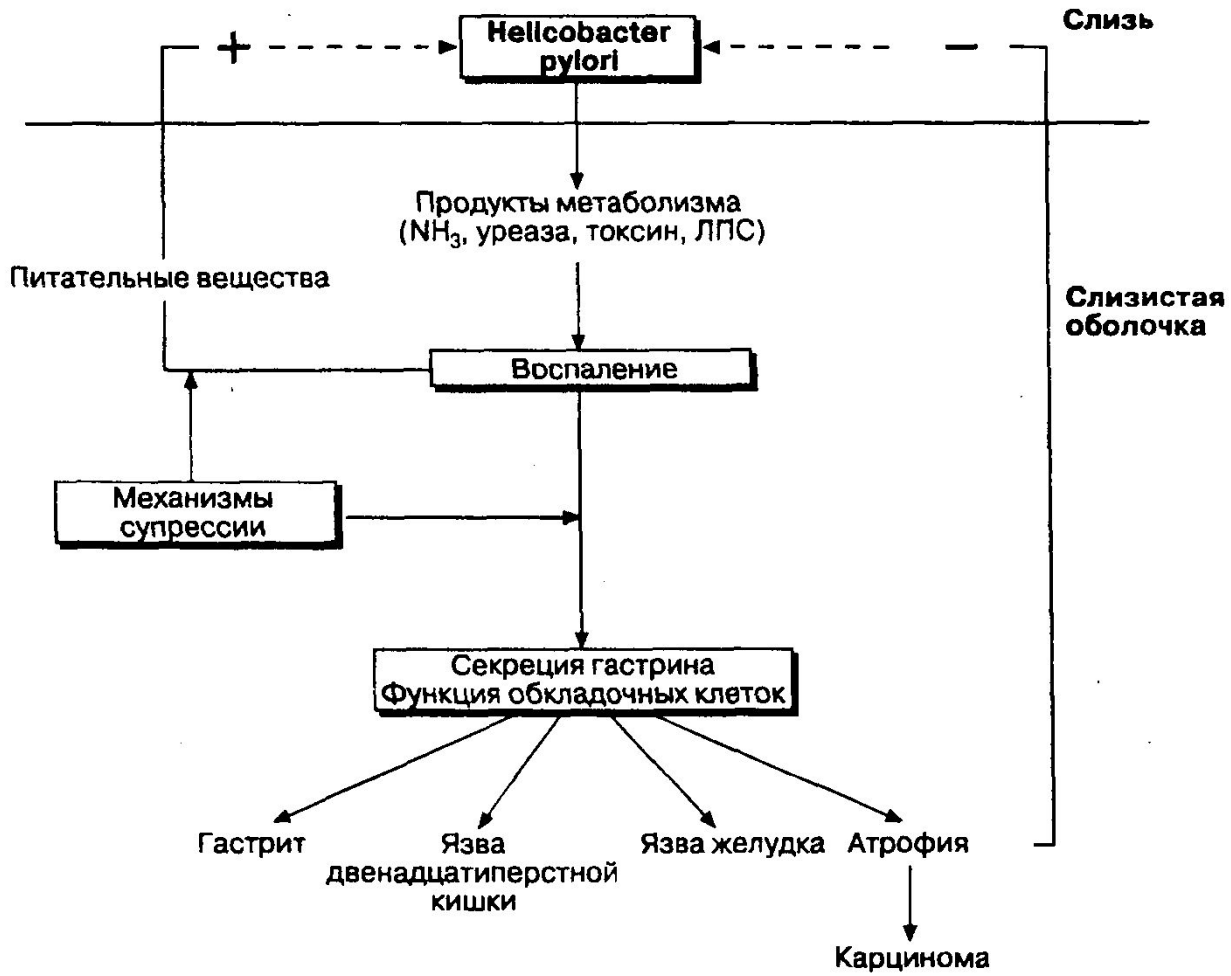 Слизь
+
Helicobacter
pylori
−
Продукты метаболизма
(NH₃, уреаза, токсин, ЛПС)
Питательные вещества
Слизистая
оболочка
Воспаление
Механизмы
супрессии
Секреция гастрина
Функция обкладочных клеток
Гастрит
Язва
двенадцатиперстной
кишки
Язва желудка
Атрофия
Карцинома